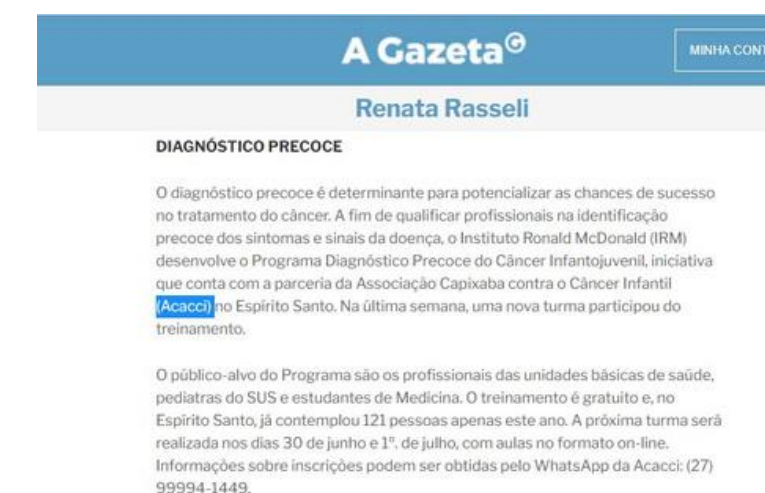 A Gazeta G
MINHA CONT
Renata Rasseli
DIAGNÓSTICO PRECOCE
O diagnóstico precoce é determinante para potencializar as chances de sucesso
no tratamento do câncer. A fim de qualificar profissionais na identificação
precoce dos sintomas e sinais da doença, o Instituto Ronald McDonald (IRM)
desenvolve o Programa Diagnóstico Precoce do Câncer Infantojuvenil, iniciativa
que conta com a parceria da Associação Capixaba contra o Câncer Infantil
(Acacci) no Espírito Santo. Na última semana, uma nova turma participou do
treinamento.
O público-alvo do Programa são os profissionais das unidades básicas de saúde,
pediatras do SUS e estudantes de Medicina. O treinamento é gratuito e, no
Espírito Santo, já contemplou 121 pessoas apenas este ano. A próxima turma será
realizada nos dias 30 de junho e 1º. de julho, com aulas no formato on-line.
Informações sobre inscrições podem ser obtidas pelo WhatsApp da Acacci: (27)
99994-1449.